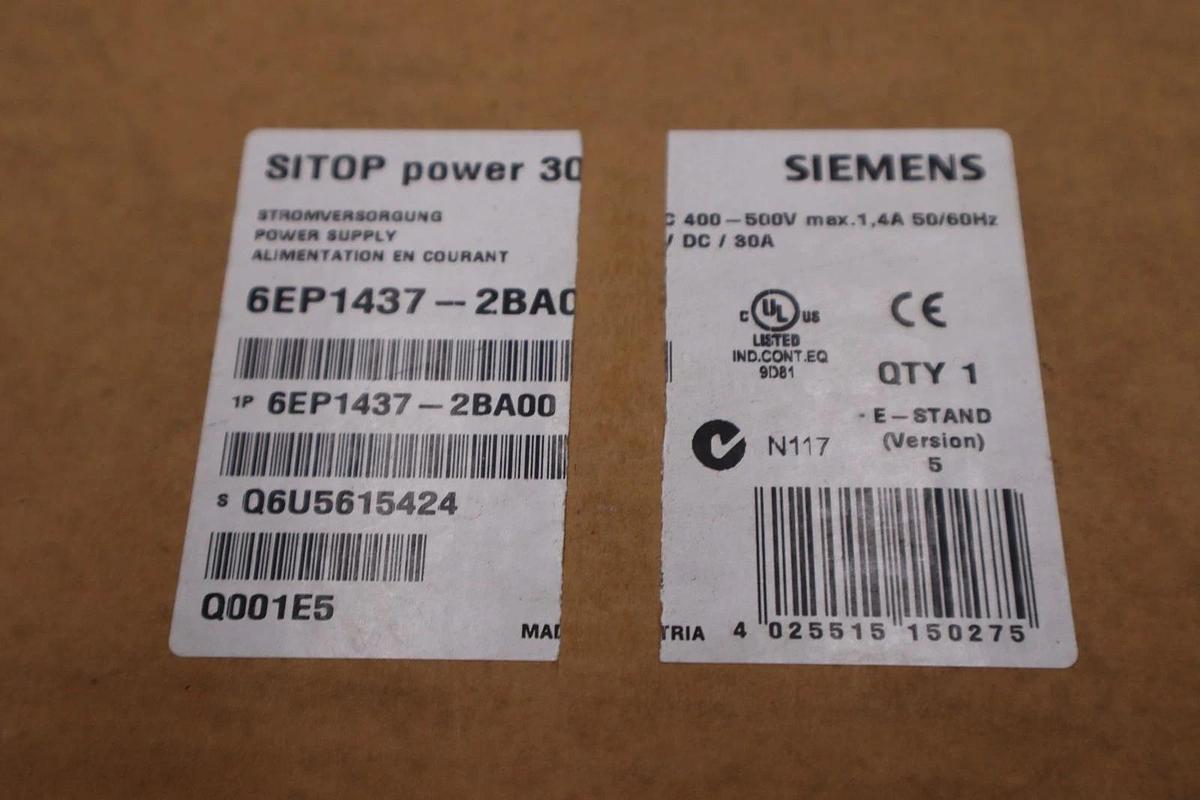 SITOP power 30
STROMVERSORGUNG
POWER SUPPLY
ALIMENTATION EN COURANT
6EP1437-2BA0
1P 6EP1437-2BA00
S Q6U5615424
Q001E5
MAD
SIEMENS
C 400-500V max.1,4A 50/60Hz
/ DC / 30A
C UL US
LISTED
IND.CONT.EQ
9D81
CE
QTY 1
N117
- E-STAND
(Version)
5
TRIA
4 025515 150275